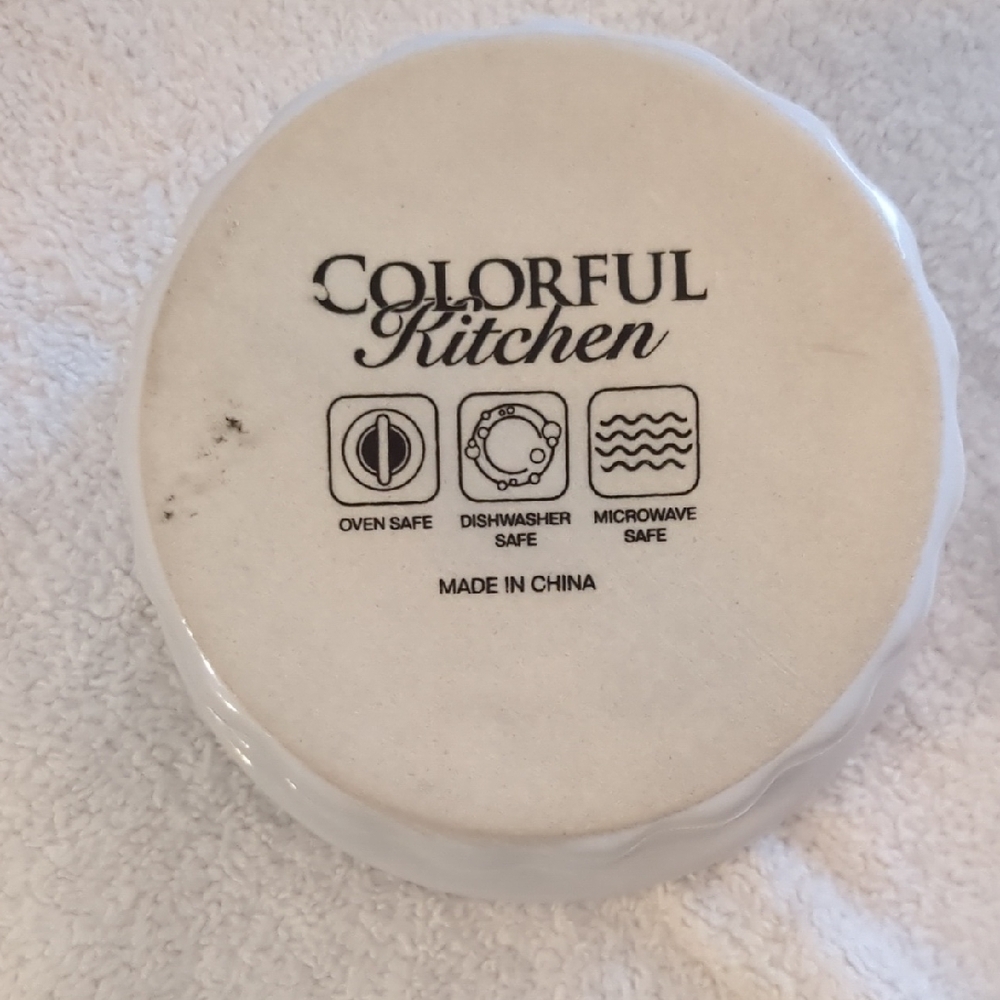 COLORFUL
Kitchen
OVEN SAFE
DISHWASHER
SAFE
MICROWAVE
SAFE
MADE IN CHINA